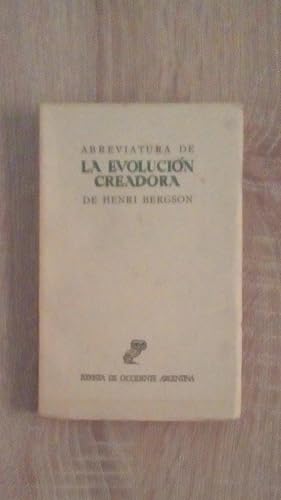 ABREVIATURA DE
LA EVOLUCIÓN
CREADORA
DE HENRI BERGSON
REVISTA DE OCCIDENTE ARGENTINA